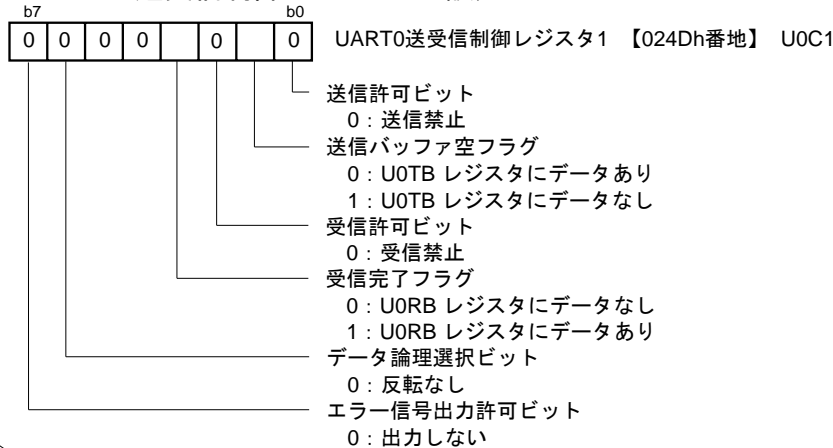 b7 b0
0 0 0 0 0 0 UART0送受信制御レジスタ1 【024Dh番地】 U0C1
送信許可ビット
0：送信禁止
送信バッファ空フラグ
0：U0TB レジスタにデータあり
1：U0TB レジスタにデータなし
受信許可ビット
0：受信禁止
受信完了フラグ
0：U0RB レジスタにデータなし
1：U0RB レジスタにデータあり
データ論理選択ビット
0：反転なし
エラー信号出力許可ビット
0：出力しない